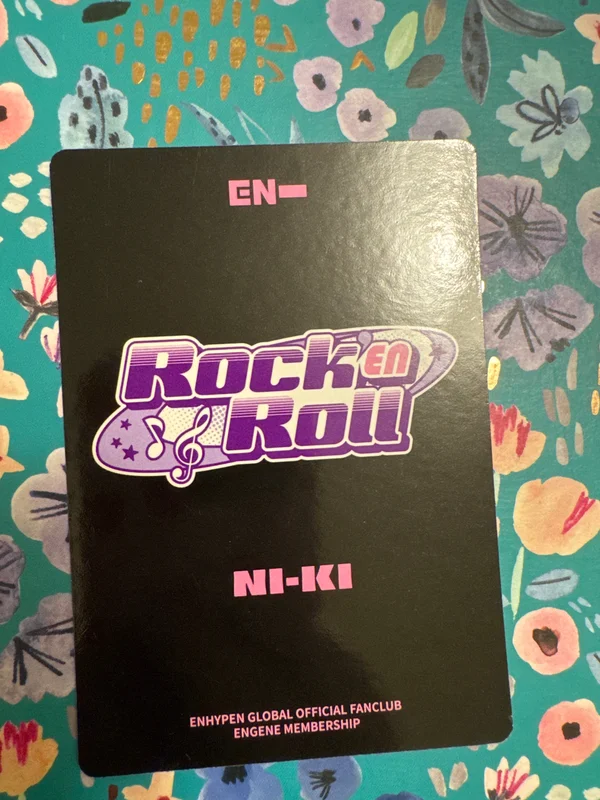 EN-
ROCK EN
ROLL
NI-KI
ENHYPEN GLOBAL OFFICIAL FANCLUB
ENGENE MEMBERSHIP